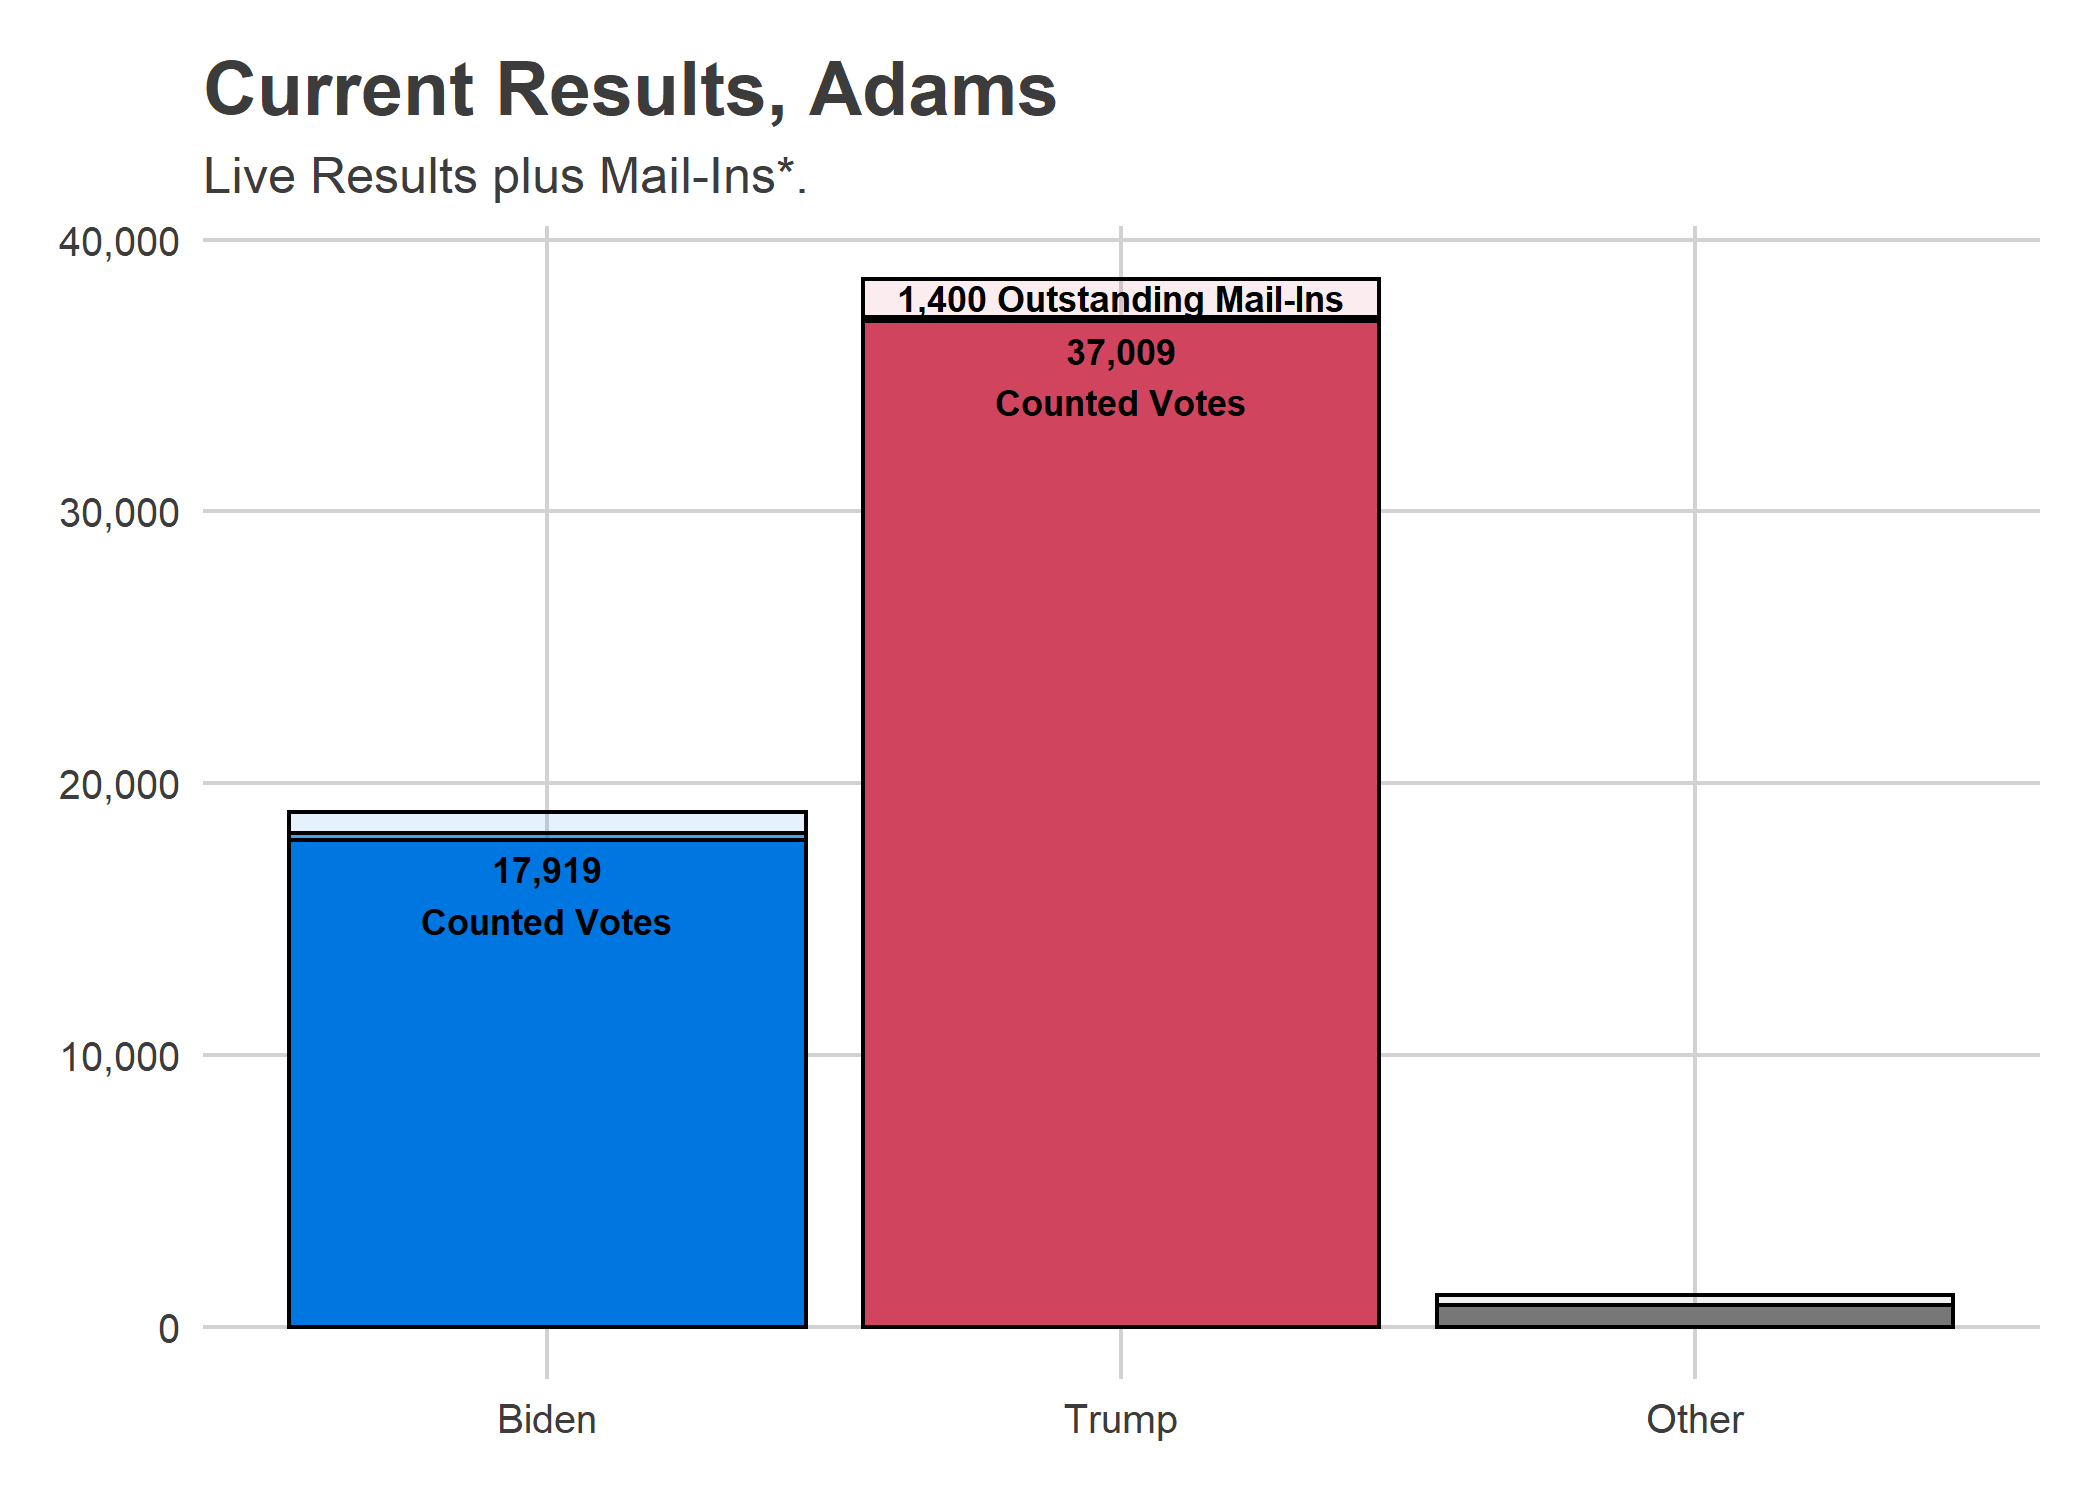 Current Results, Adams
Live Results plus Mail-Ins*.
40,000
30,000
20,000
10,000
0
1,400 Outstanding Mail-Ins
37,009
Counted Votes
17,919
Counted Votes
Biden
Trump
Other